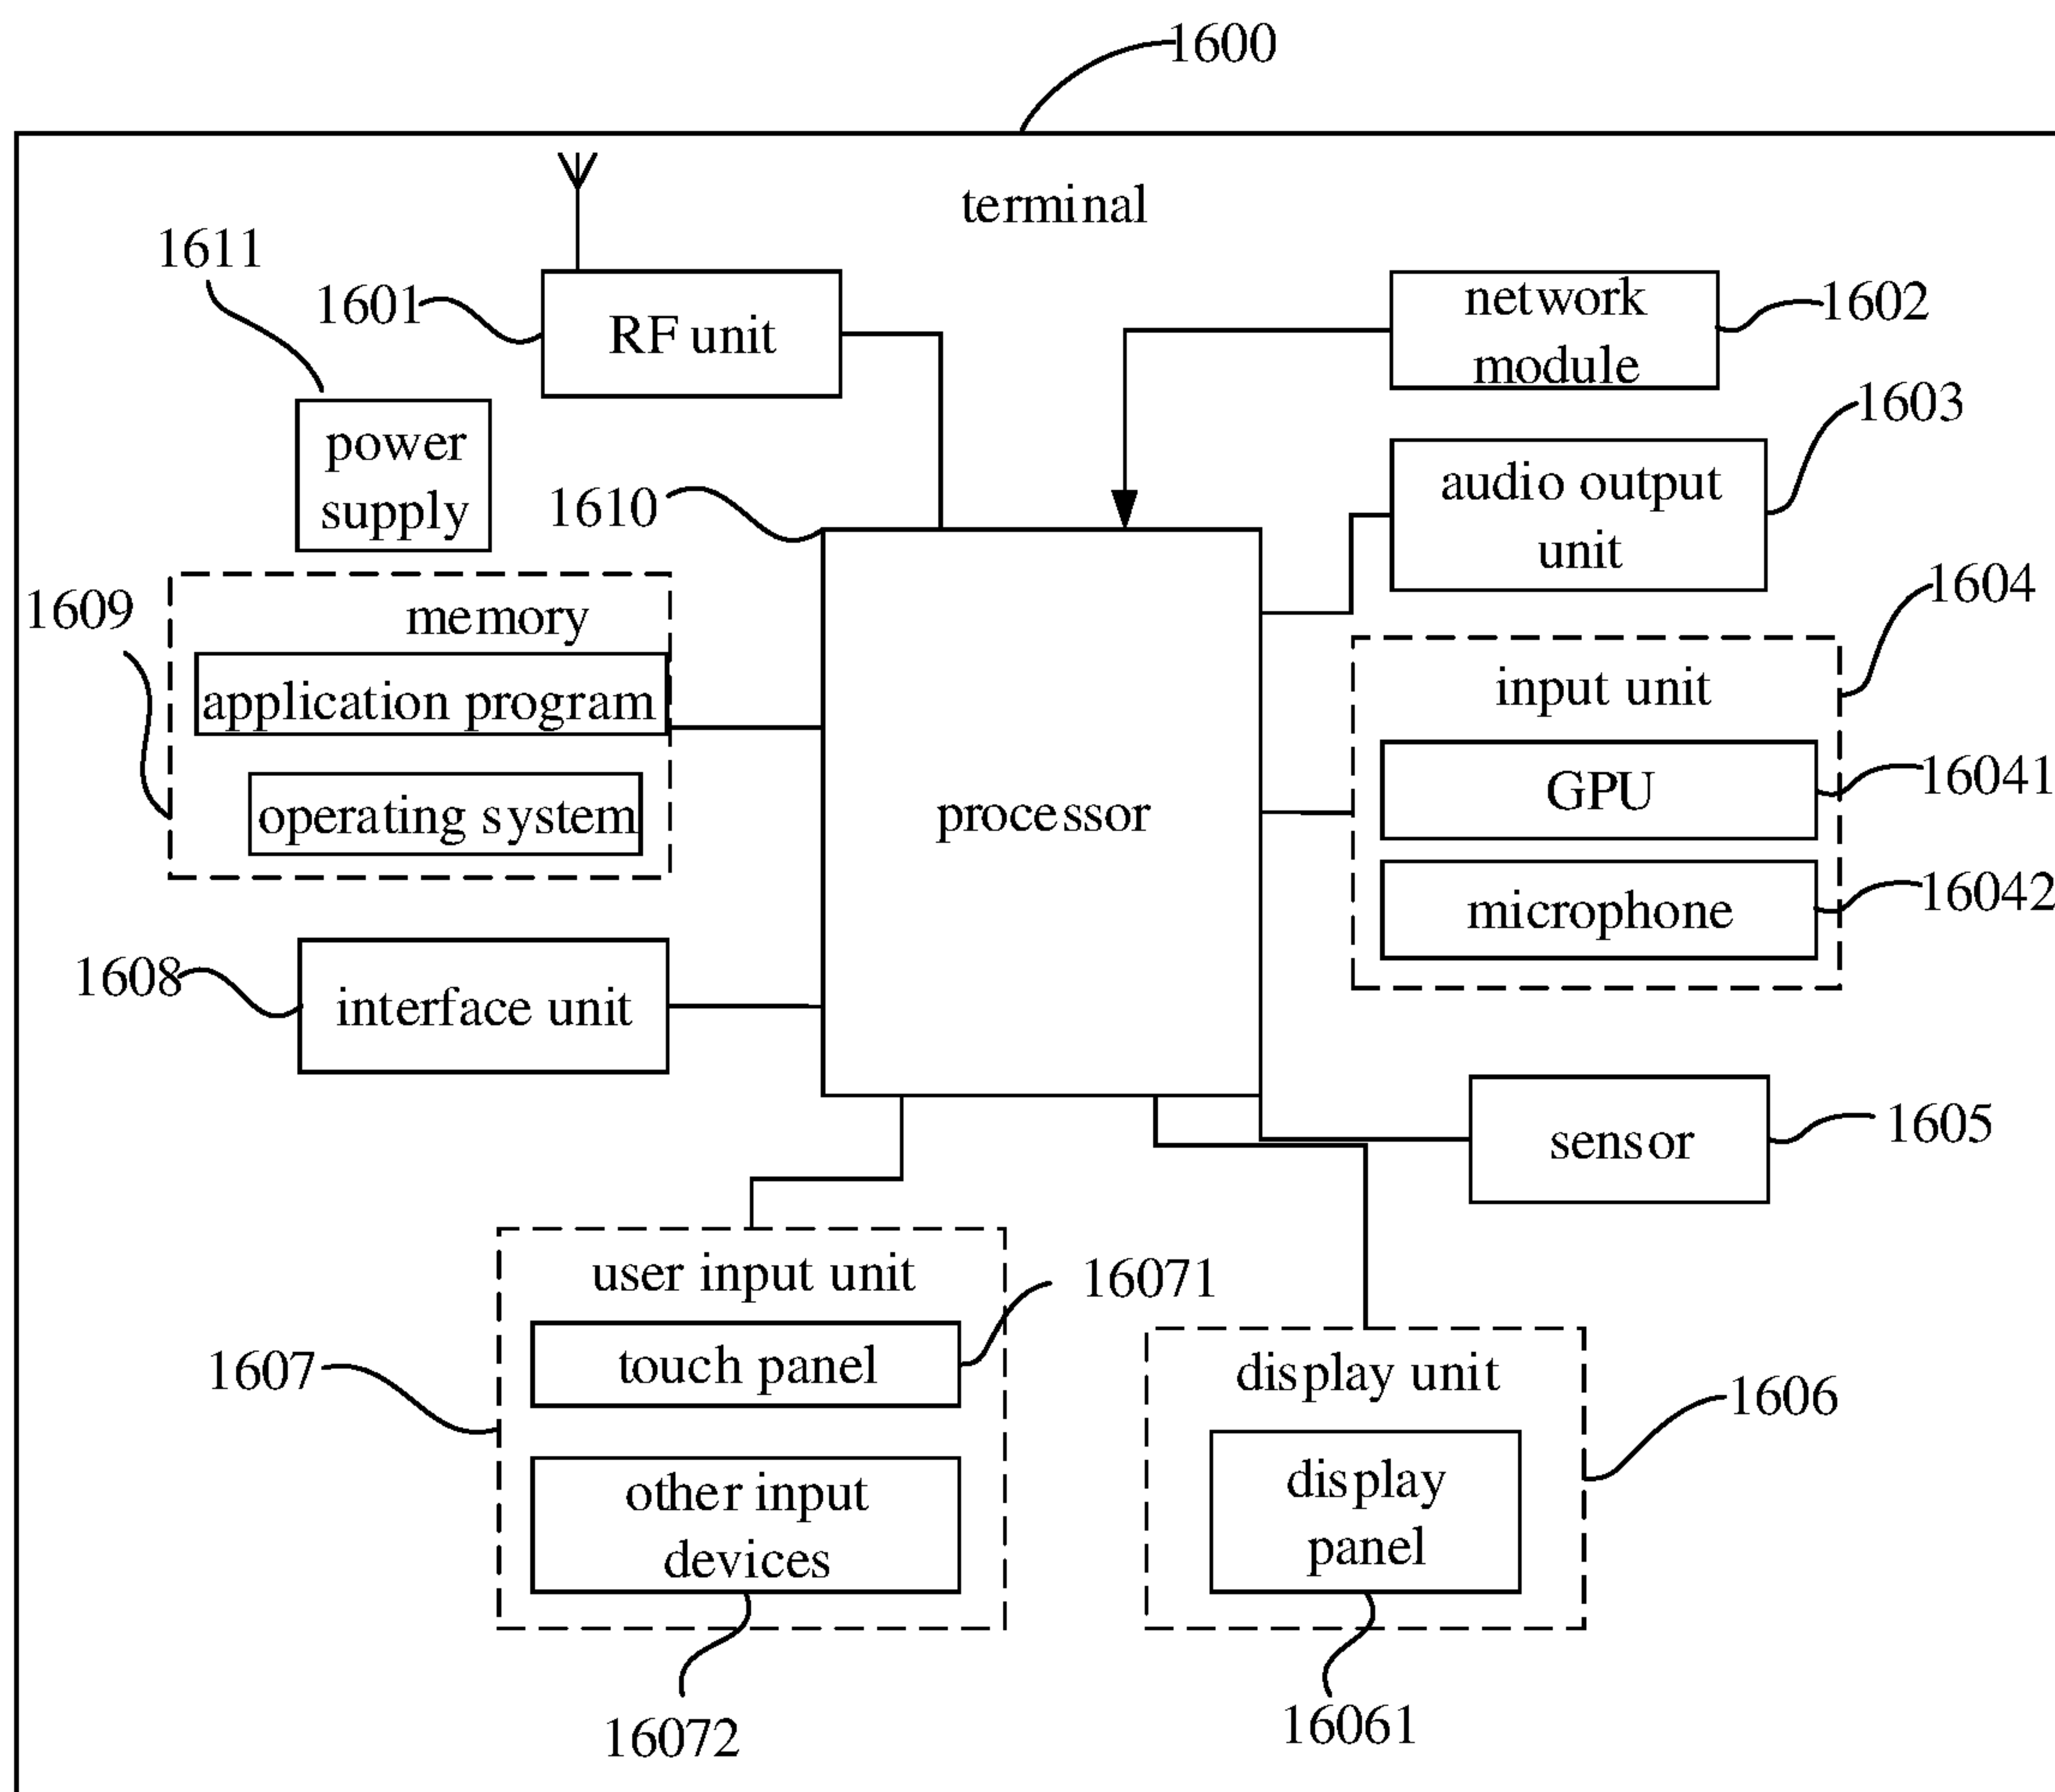 1600
terminal
1611
1601
RF unit
network
module
1602
1603
power
supply
1610
audio output
unit
1604
1609
memory
application program
operating system
processor
input unit
GPU
16041
microphone
16042
1608
interface unit
sensor
1605
user input unit
16071
1607
touch panel
other input
devices
display unit
1606
display
panel
16072
16061